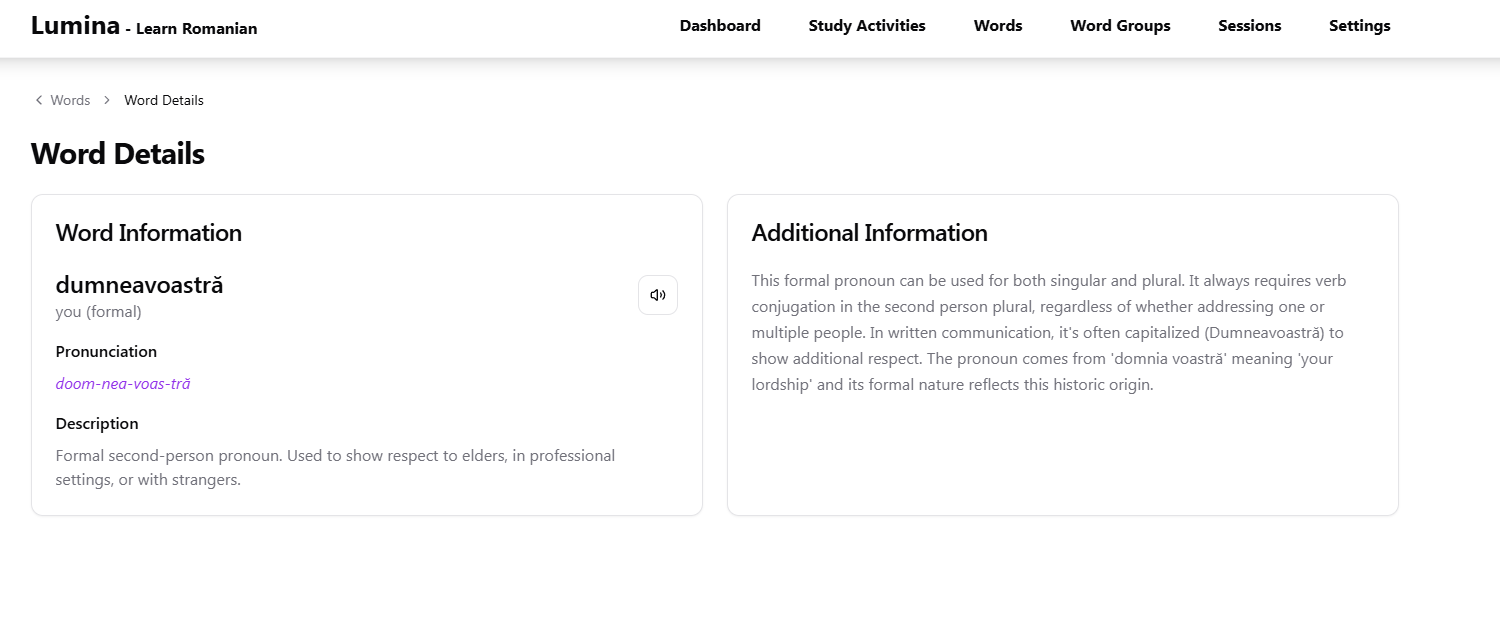 Lumina - Learn Romanian
Dashboard Study Activities Words Word Groups Sessions Settings
Words Word Details
Word Details
Word Information
dumneavoastră
you (formal)
Pronunciation
doom-nea-voas-tră
Description
Formal second-person pronoun. Used to show respect to elders, in professional
settings, or with strangers.
Additional Information
This formal pronoun can be used for both singular and plural. It always requires verb
conjugation in the second person plural, regardless of whether addressing one or
multiple people. In written communication, it's often capitalized (Dumneavoastră) to
show additional respect. The pronoun comes from 'domnia voastră' meaning 'your
lordship' and its formal nature reflects this historic origin.